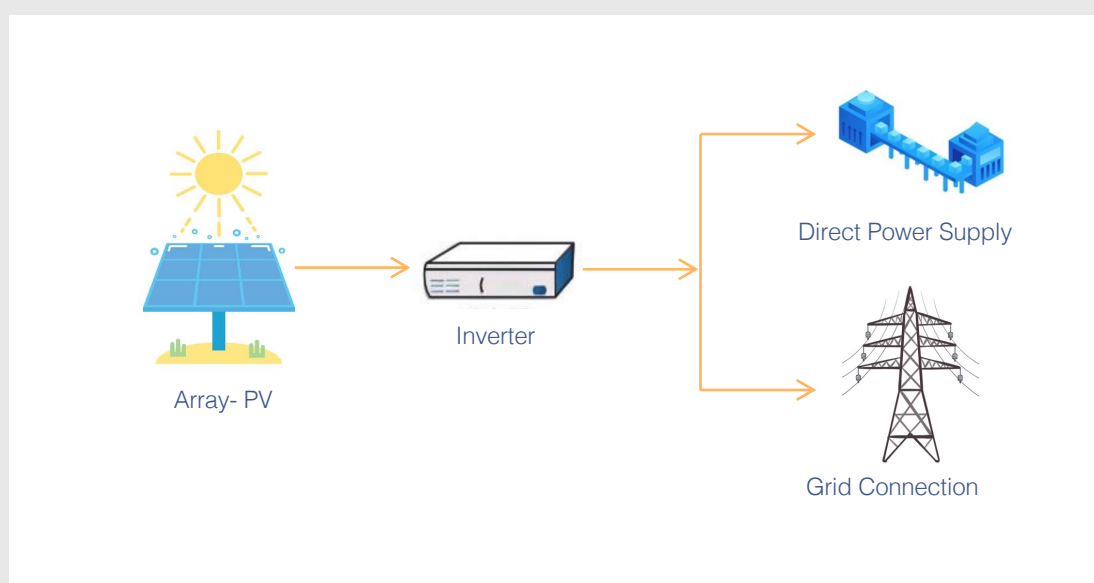 Direct Power Supply
Inverter
Array- PV
Grid Connection